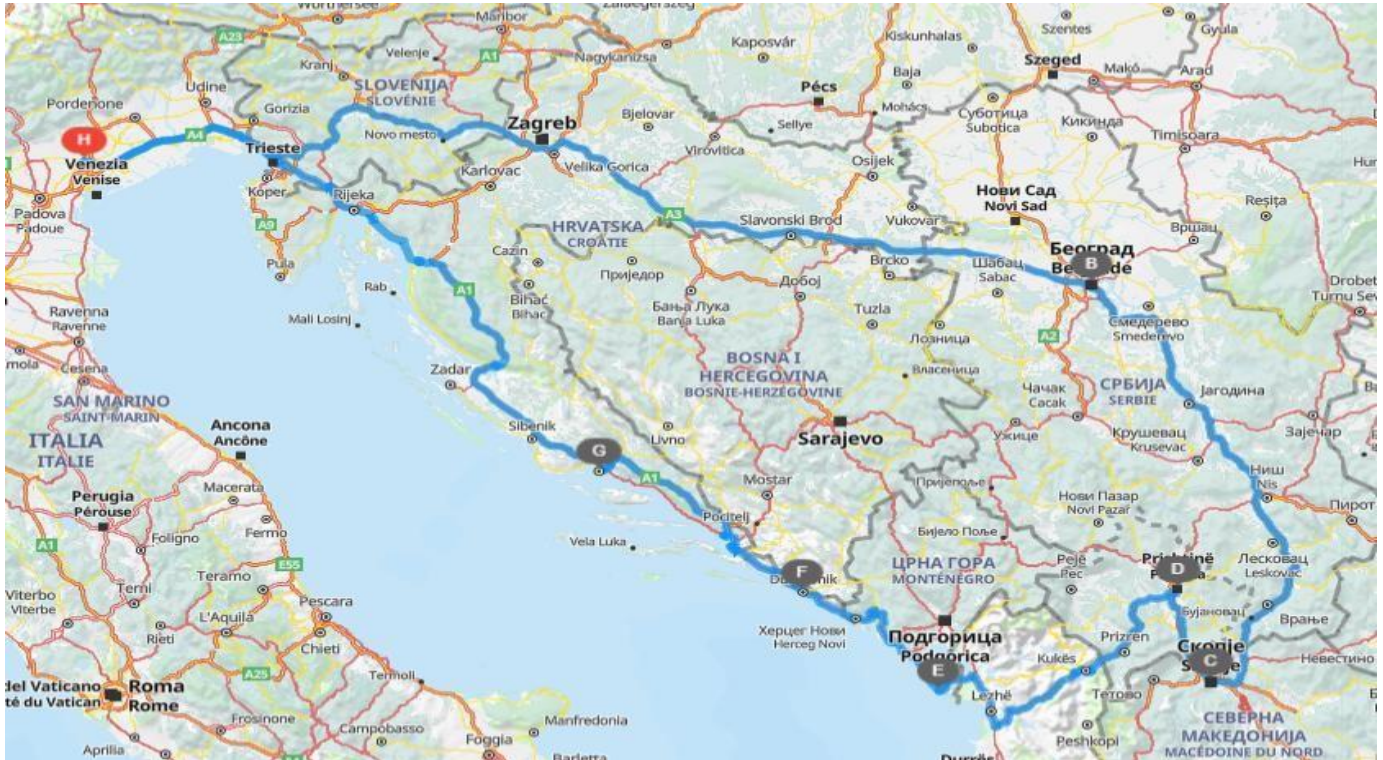 Wörthersee
Maribor
Zalaegerszeg
A23
Velenje
A1
Nagykanizsa
Kaposvár
Kiskunhalas
Szentes
Gyula
Udine
Kranj
SLOVENIJA
SLOVÉNIE
Szeged
Makó
Arad
Pordenone
Gorizia
Pécs
Baja
Mohács
H
A4
Novo mesto
Zagreb
Bjelovar
Sellye
Суботица
Subotica
Кикинда
Timișoara
Venezia
Venise
Trieste
Velika Gorica
Virovitica
Osijek
Koper
Karlovac
Padova
Padoue
Rijeka
Нови Сад
Novi Sad
Reșița
A9
A3
Slavonski Brod
Vukovar
Вршац
HRVATSKA
CROATIE
Београд
B
Pula
Cazin
Приједор
Brcko
Шабац
Sabac
Rab
A1
Добој
Бања Лука
Banja Luka
Бihać
Bihac
Drobeta
Turnu Sev
Ravenna
Ravenne
Mali Losinj
Tuzla
Смедерево
Smederevo
A2
Лозница
Cesena
Zadar
BOSNA I
HERCEGOVINA
BOSNIE-HERZÉGOVINE
Власеница
Чачак
Cacak
СРБИЈА
SERBIE
Јагодина
SAN MARINO
SAINT-MARIN
Ancona
Ancône
Sibenik
Livno
Sarajevo
Ужице
Крушевац
Krusevac
Зајечар
ITALIA
ITALIE
G
A1
Macerata
Perugia
Pérouse
Mostar
Пријепоље
Нови Пазар
Novi Pazar
Ниш
Nis
Пирот
Fermo
Foligno
Pocitelj
A1
Vela Luka
Бијело Поље
E55
Teramo
Terni
Viterbo
Viterbe
F
ЦРНА ГОРА
MONTÉNÉGRO
Pejë
Pec
D
Лесковац
Leskovac
Pescara
L'Aquila
Rieti
Chieti
Херцег Нови
Herceg Novi
Подгорица
Podgorica
Prizren
Бујановац
Врање
Скопје
C
E
Kukës
Тетово
Невестино
A25
Termoli
del Vaticano
té du Vatican
Roma
Rome
Lezhë
Frosinone
Campobasso
Manfredonia
Peshkopi
СЕВЕРНА
МАКЕДОНИЈА
MACÉDOINE DU NORD
Aprilia
Foggia
Barletta
Durrës